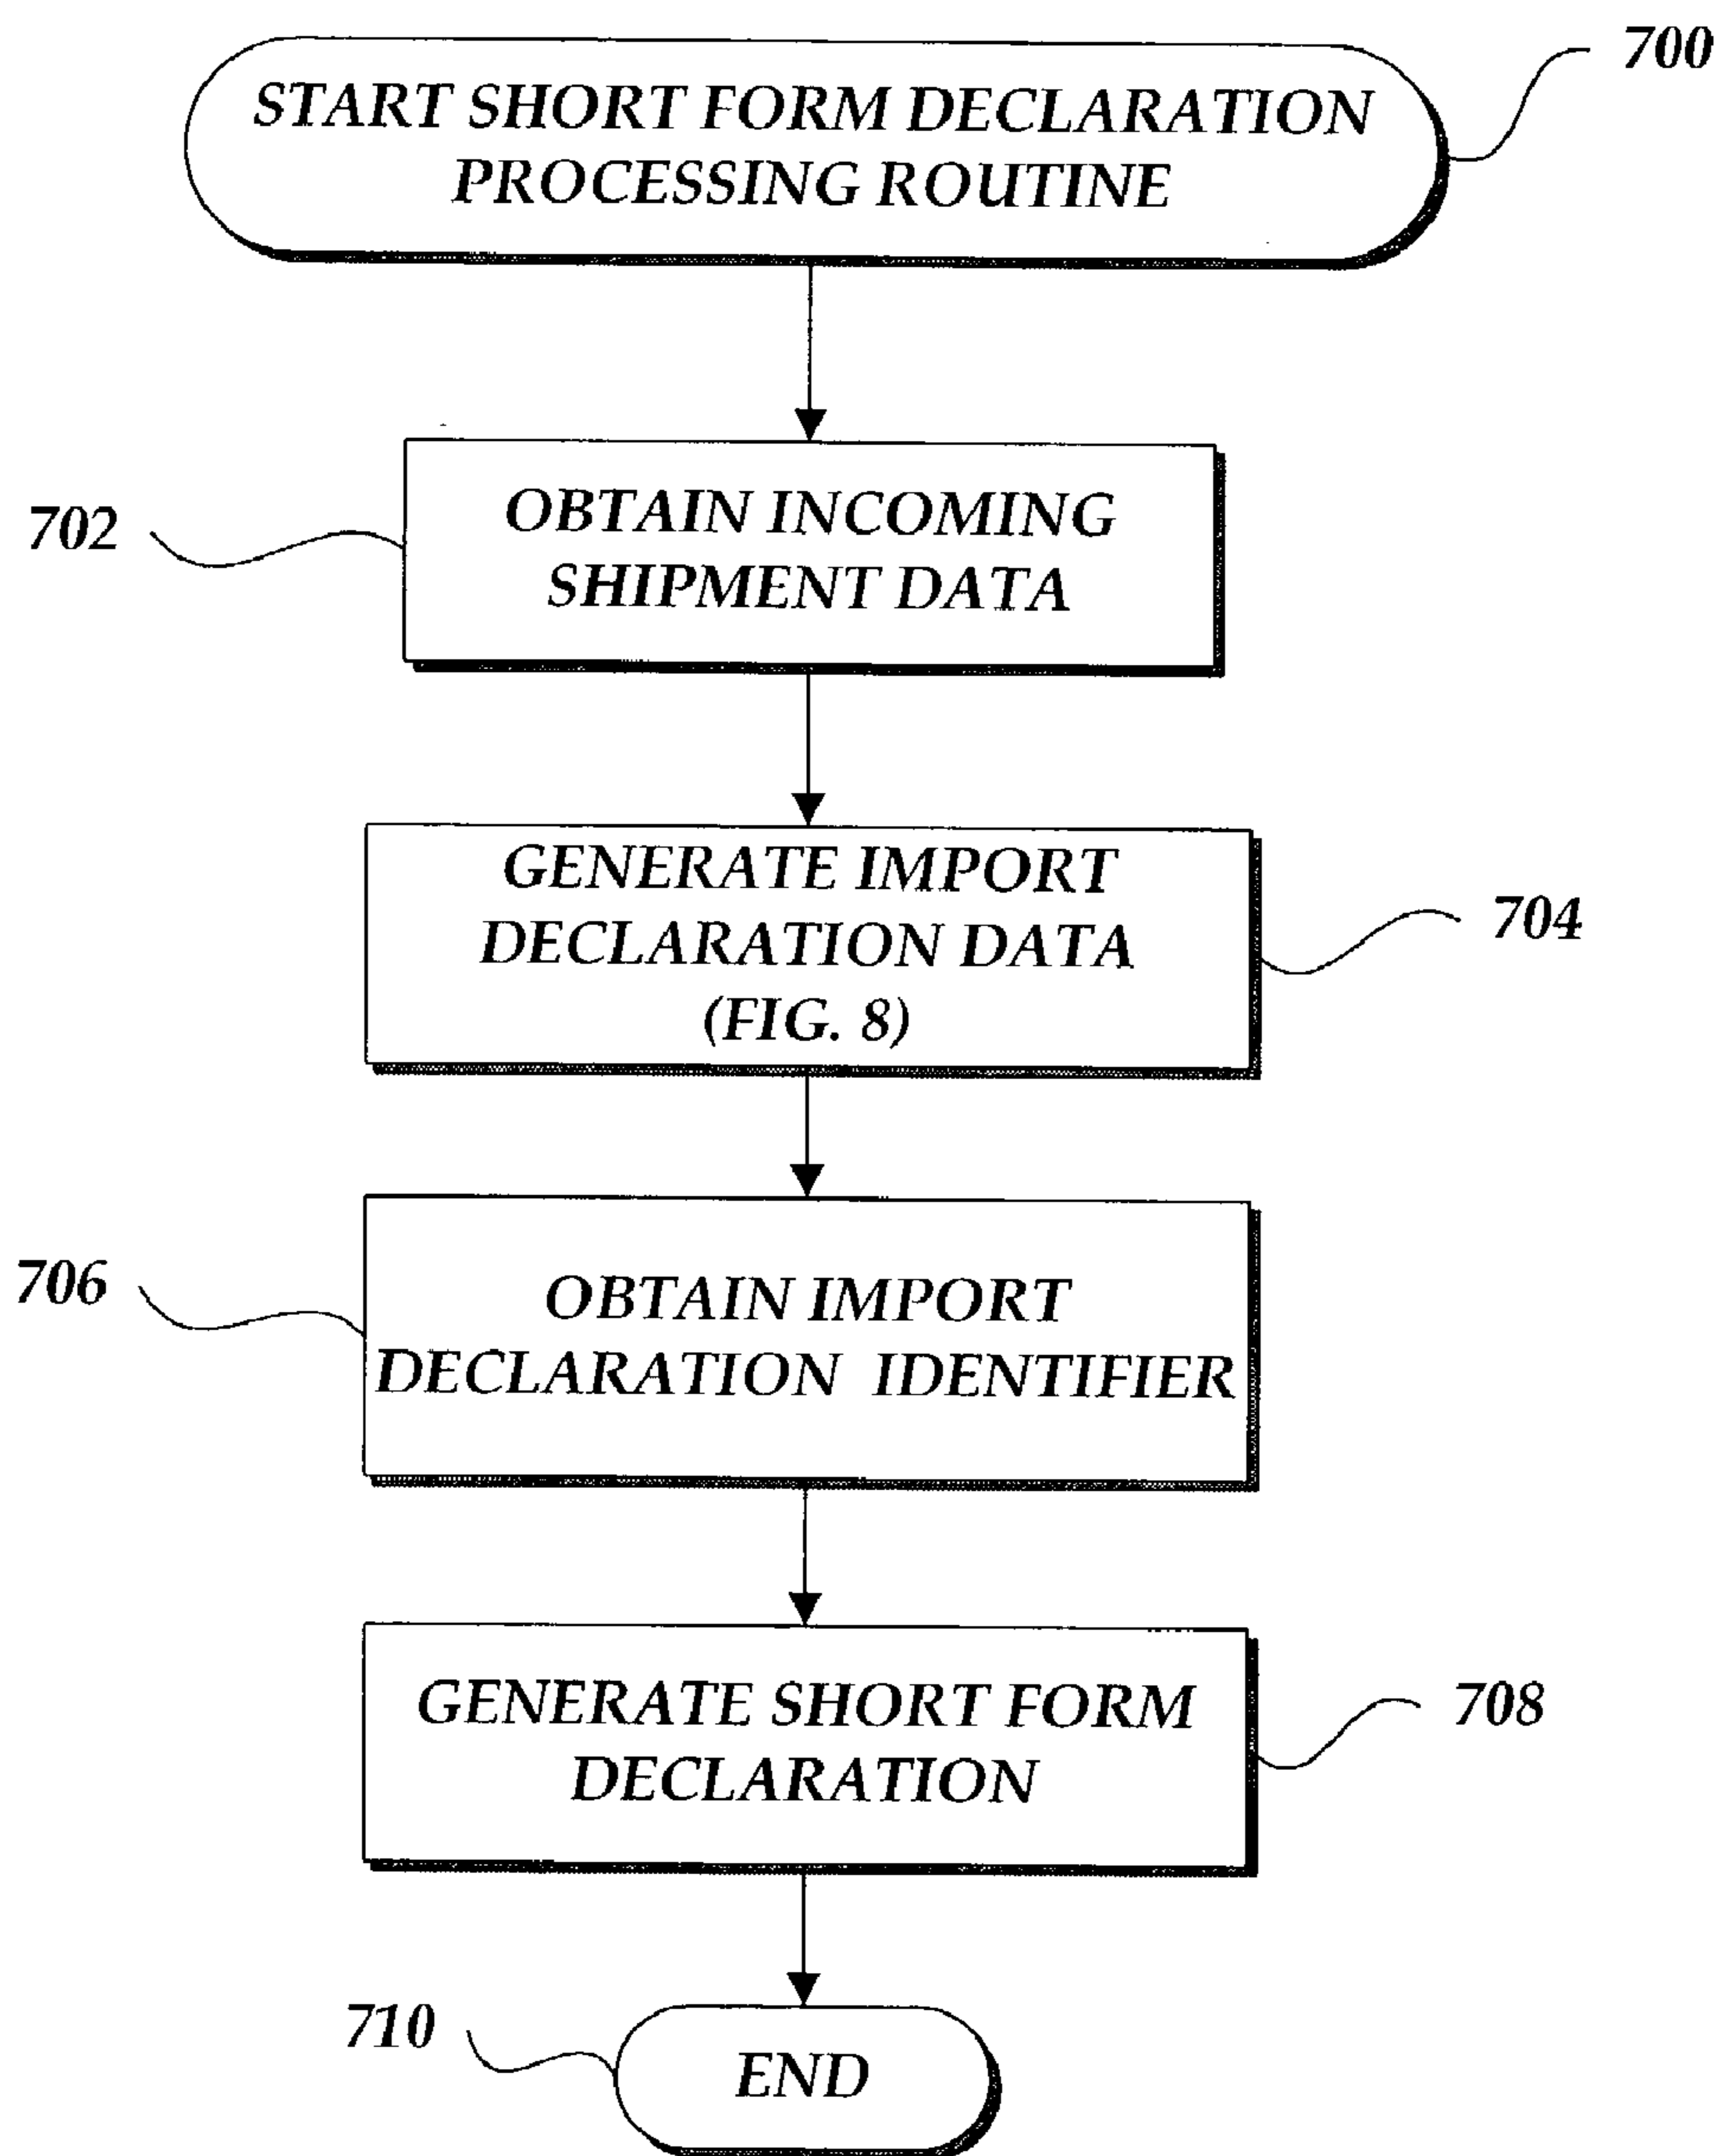 START SHORT FORM DECLARATION
PROCESSING ROUTINE
700
OBTAIN INCOMING
SHIPMENT DATA
702
GENERATE IMPORT
DECLARATION DATA
(FIG. 8)
704
OBTAIN IMPORT
DECLARATION IDENTIFIER
706
GENERATE SHORT FORM
DECLARATION
708
END
710